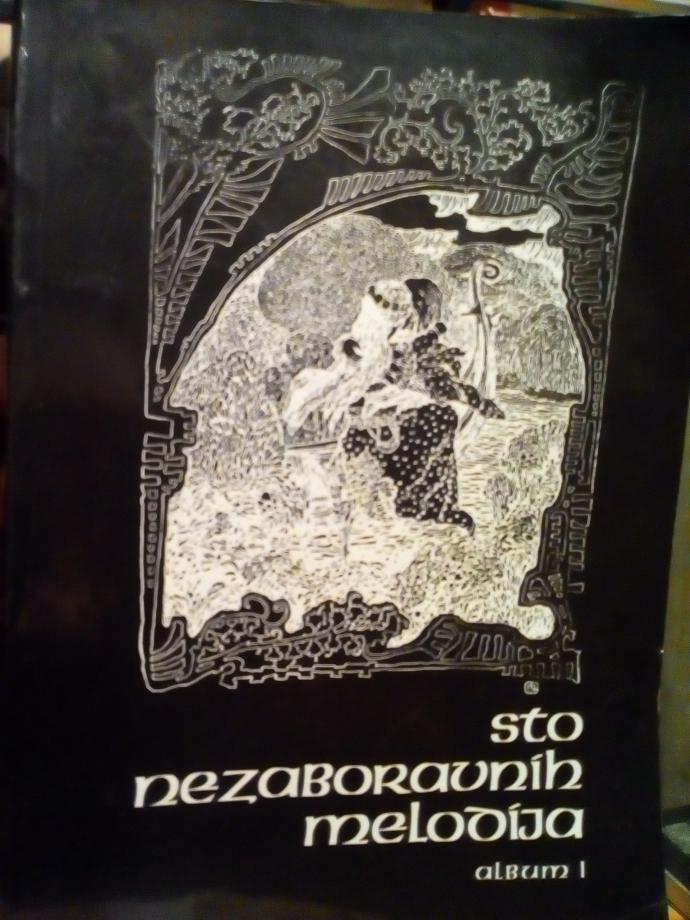 sto
nezaboravnih
melodija
album I